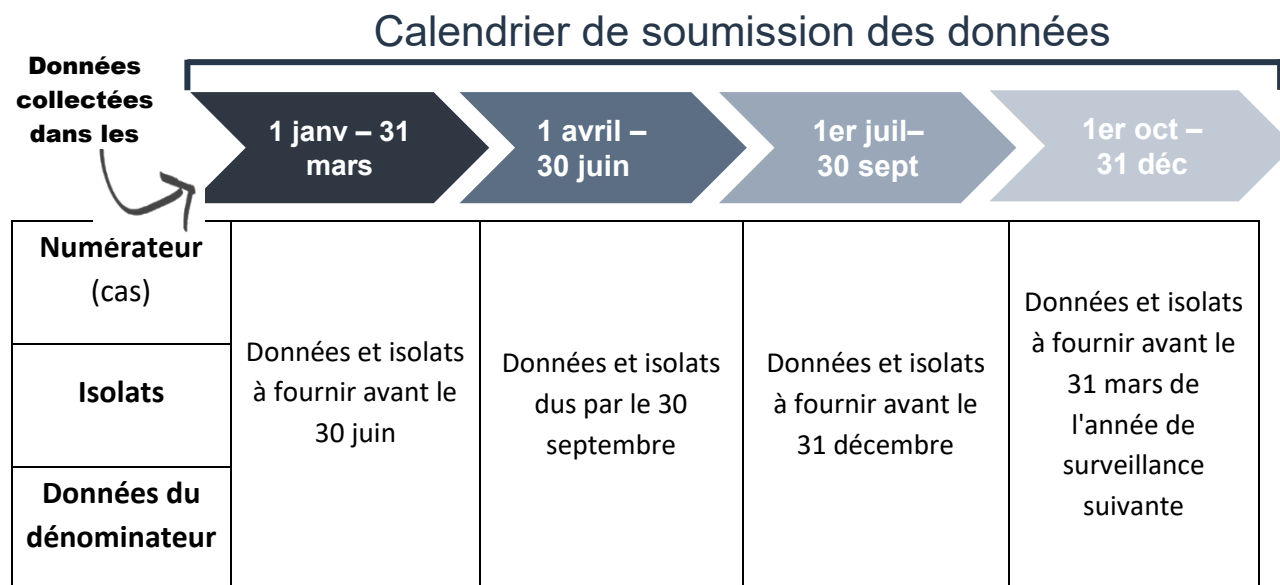 Calendrier de soumission des données
Données
collectées
dans les
1 janv – 31
mars
1 avril –
30 juin
1er juil–
30 sept
1er oct –
31 déc
Numérateur
(cas)
Isolats
Données du
dénominateur
Données et isolats
à fournir avant le
30 juin
Données et isolats
dus par le 30
septembre
Données et isolats
à fournir avant le
31 décembre
Données et isolats
à fournir avant le
31 mars de
l'année de
surveillance
suivante